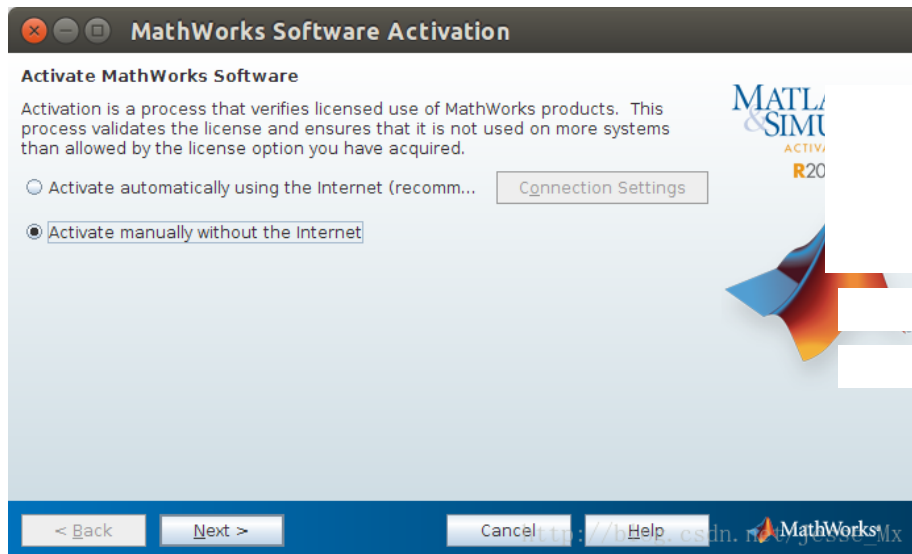 MathWorks Software Activation
Activate MathWorks Software
Activation is a process that verifies licensed use of MathWorks products. This
process validates the license and ensures that it is not used on more systems
than allowed by the license option you have acquired.
Activate automatically using the Internet (recomm...
Connection Settings
Activate manually without the Internet
< Back
Next >
Cancel
Help
MathWorks®